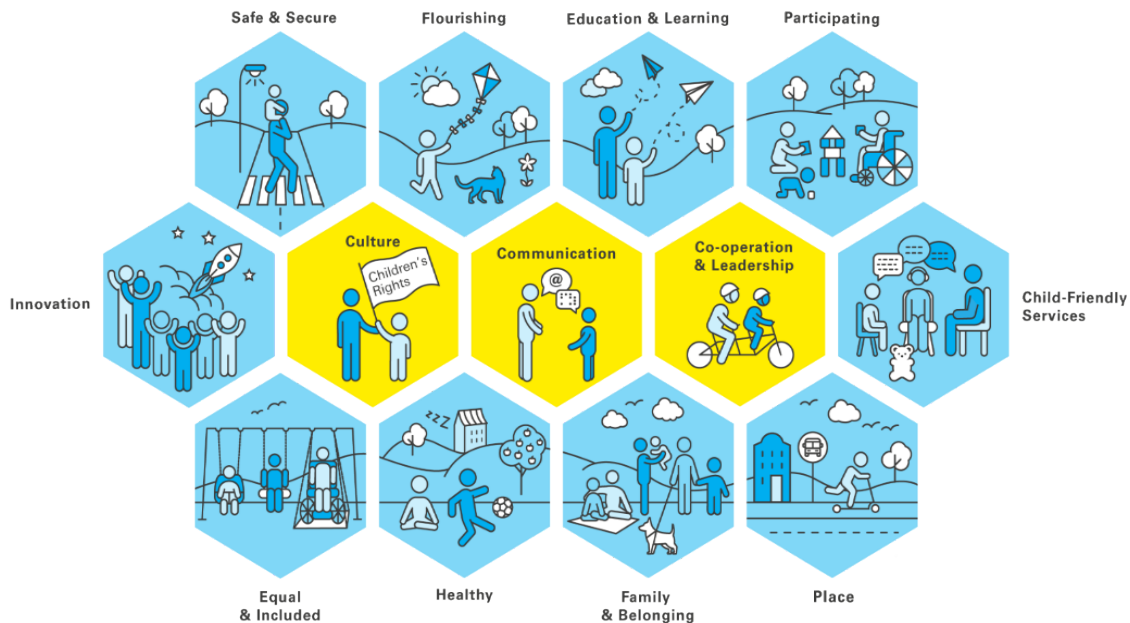 Safe & Secure
Flourishing
Education & Learning
Participating
Innovation
Culture
Children's
Rights
Communication
@
Co-operation
& Leadership
Child-Friendly
Services
zzZ
Equal
& Included
Healthy
Family
& Belonging
Place